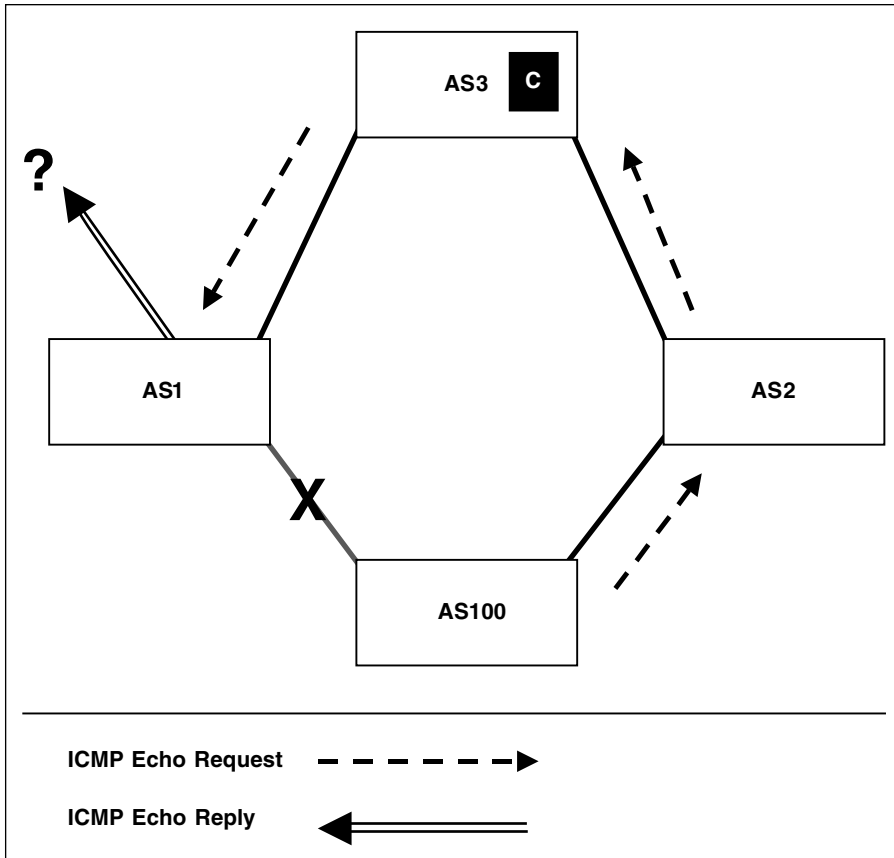 AS3
C
?
AS1
AS2
X
AS100
ICMP Echo Request
ICMP Echo Reply